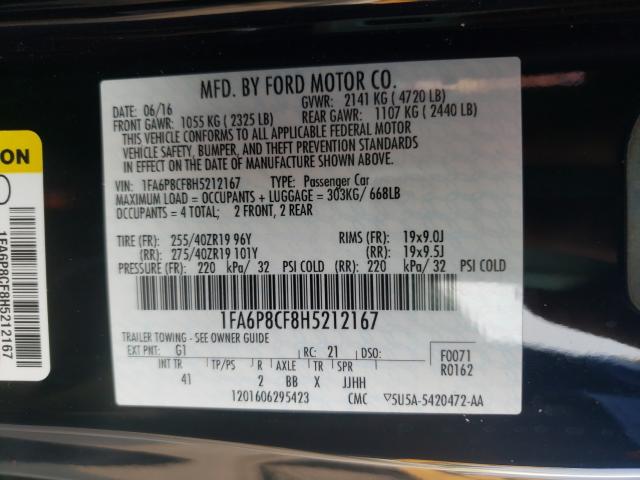 MFD. BY FORD MOTOR CO.
DATE: 06/16 GVWR: 2141 KG ( 4720 LB)
FRONT GAWR: 1055 KG ( 2325 LB) REAR GAWR: 1107 KG ( 2440 LB)
THIS VEHICLE CONFORMS TO ALL APPLICABLE FEDERAL MOTOR
VEHICLE SAFETY, BUMPER, AND THEFT PREVENTION STANDARDS
IN EFFECT ON THE DATE OF MANUFACTURE SHOWN ABOVE.
VIN: 1FA6P8CF8H5212167 TYPE: Passenger Car
MAXIMUM LOAD = OCCUPANTS + LUGGAGE = 303KG/ 668LB
OCCUPANTS = 4 TOTAL; 2 FRONT, 2 REAR
TIRE (FR): 255/40ZR19 96Y RIMS (FR): 19x9.0J
(RR): 275/40ZR19 101Y (RR): 19x9.5J
PRESSURE (FR): 220 kPa/ 32 PSI COLD (RR): 220 kPa/ 32 PSI COLD
1FA6P8CF8H5212167
TRAILER TOWING - SEE OWNER GUIDE
EXT PNT: G1 RC: 21 DSO: F0071
INT TR TP/PS R AXLE TR SPR R0162
41 2 BB X JJHH
1201606295423 CMC ▽5U5A-5420472-AA
ION
1FA6P8CF8H5212167